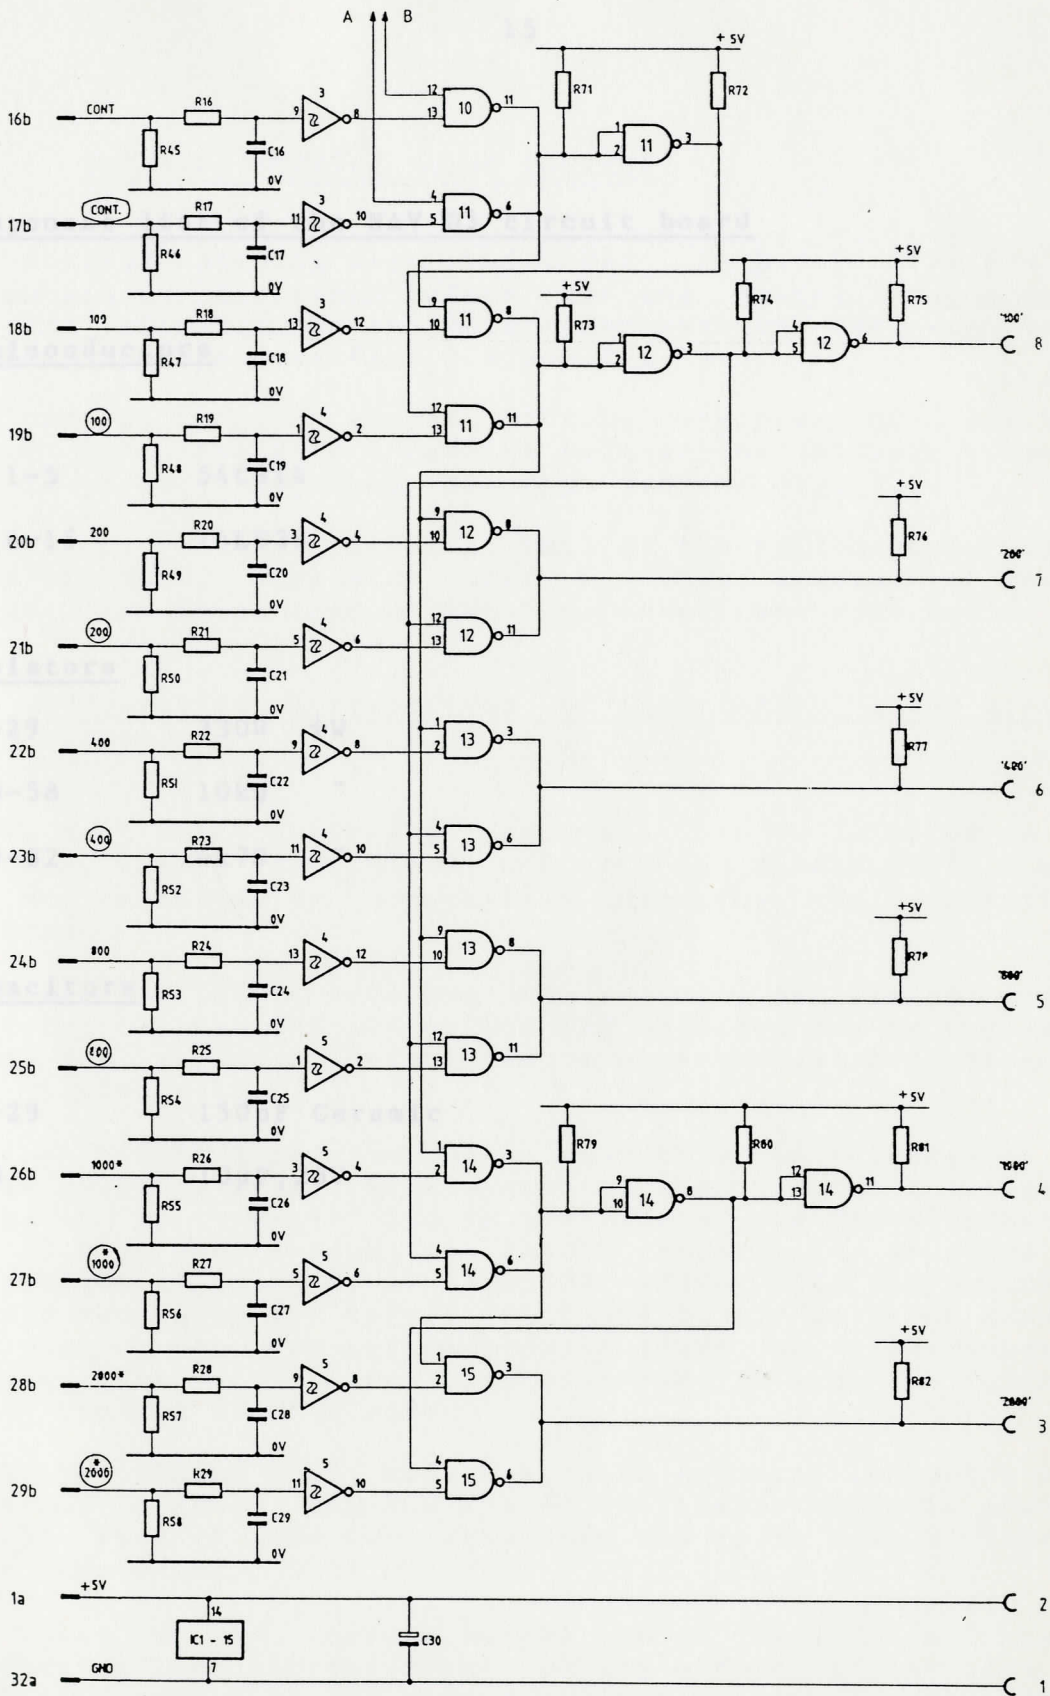 A B
+5V
16b CONT R16 9 3 8 12 13 10 11 R71 R72
R45 C16 0V 1 2 11 3
17b CONT. R17 11 3 10 4 5 11 6
R46 C17 0V
18b 100 R18 13 3 12 9 10 11 8 +5V R73 1 2 12 3 +5V R74 4 5 12 6 R75 8
R47 C18 0V
19b 100 R19 1 4 2 12 13 11 11
R48 C19 0V
20b 200 R20 3 4 4 9 10 12 8 +5V R76
R49 C20 0V 7
21b 200 R21 5 4 6 12 13 12 11
R50 C21 0V
22b 400 R22 9 4 8 1 2 13 3 +5V R77
R51 C22 0V 6
23b 400 R73 11 4 10 4 5 13 6
R52 C23 0V
24b 800 R24 13 4 12 9 10 13 8 +5V
R53 C24 0V 5
25b 800 R25 1 5 2 12 13 13 11
R54 C25 0V
26b 1000* R26 3 5 4 1 2 14 3 R79 9 10 14 8 R80 12 13 14 11 +5V R81 4
R55 C26 0V
27b *1000 R27 5 5 6 4 5 14 6
R56 C27 0V
28b 2000* R28 9 5 8 1 2 15 3 +5V R82
R57 C28 0V 3
29b *2000 R29 11 5 10 4 5 15 6
R58 C29 0V
1a +5V 2
14
IC1 - 15 C30
7
32a GND 1